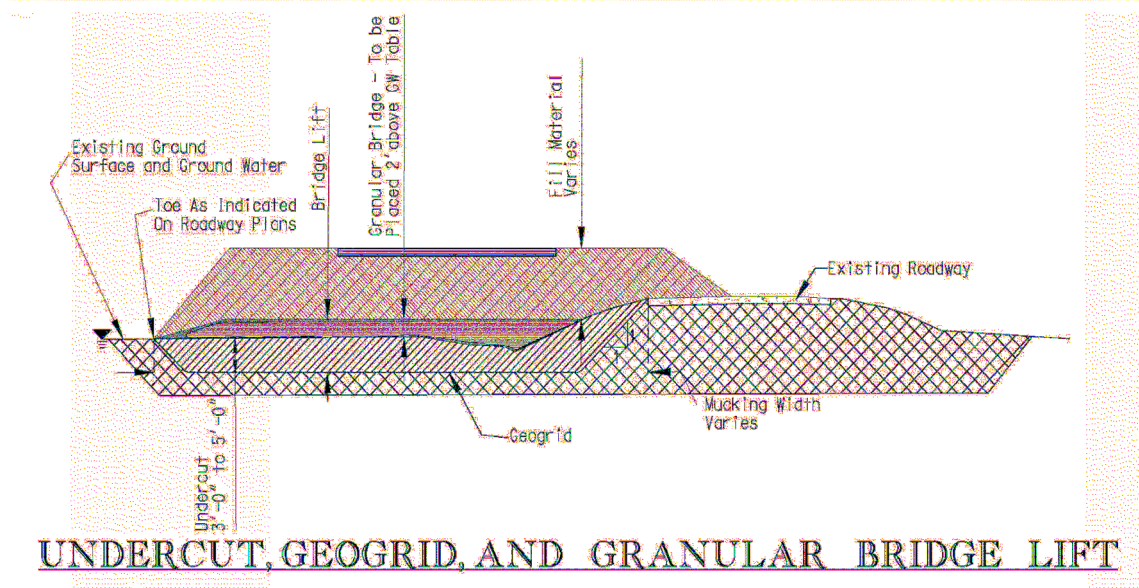 Existing Ground
Surface and Ground Water
Toe As Indicated
On Roadway Plans
Bridge Lift
Granular Bridge - To be
Placed 2' above GW Table
Fill Material
Varies
Existing Roadway
Mucking Width
Varies
Geogrid
Undercut
3'-0" to 5'-0"
UNDERCUT, GEOGRID, AND GRANULAR BRIDGE LIFT